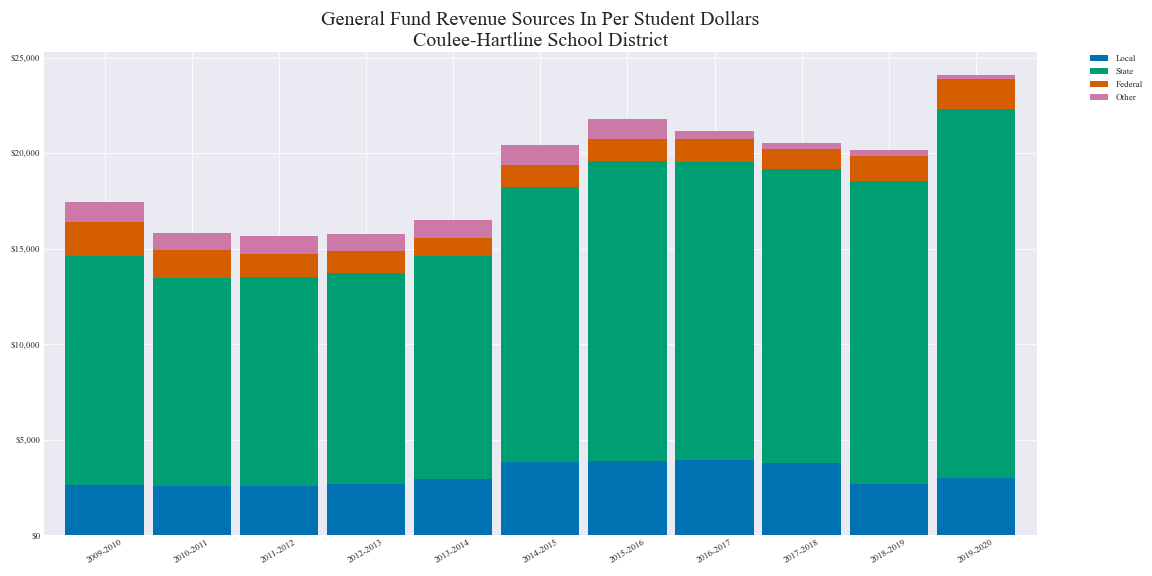 General Fund Revenue Sources In Per Student Dollars
Coulee-Hartline School District
$25,000
$20,000
$15,000
$10,000
$5,000
$0
2009-2010
2010-2011
2011-2012
2012-2013
2013-2014
2014-2015
2015-2016
2016-2017
2017-2018
2018-2019
2019-2020
Local
State
Federal
Other